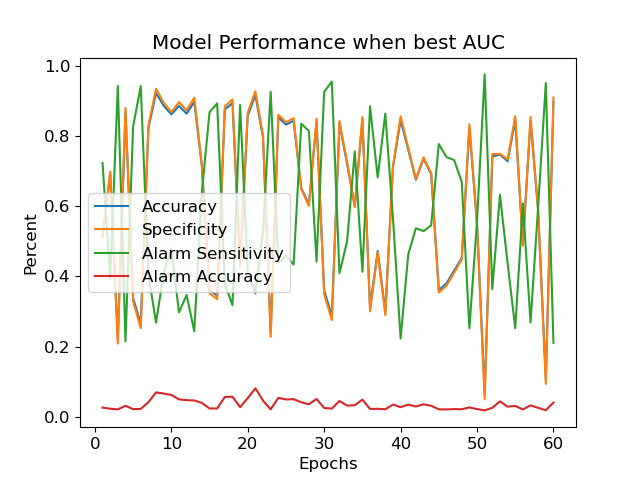 Model Performance when best AUC
1.0
0.8
0.6
0.4
0.2
0.0
Percent
Accuracy
Specificity
Alarm Sensitivity
Alarm Accuracy
0 10 20 30 40 50 60
Epochs